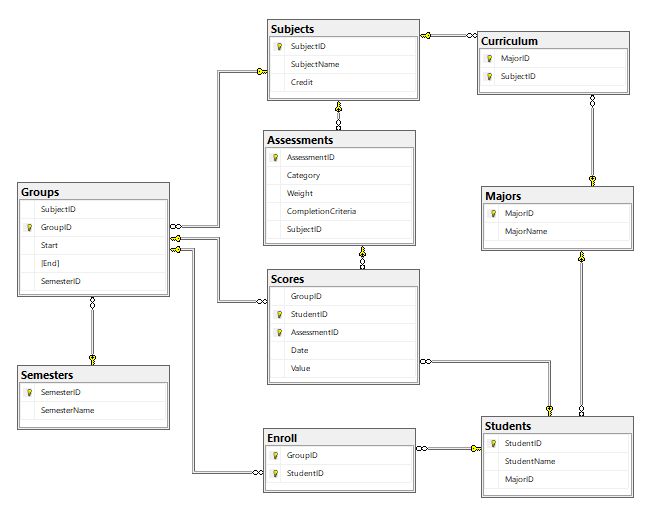 Subjects
SubjectID
SubjectName
Credit
Curriculum
MajorID
SubjectID
Assessments
AssessmentID
Category
Weight
CompletionCriteria
SubjectID
Groups
SubjectID
GroupID
Start
[End]
SemesterID
Majors
MajorID
MajorName
Scores
GroupID
StudentID
AssessmentID
Date
Value
Semesters
SemesterID
SemesterName
Enroll
GroupID
StudentID
Students
StudentID
StudentName
MajorID